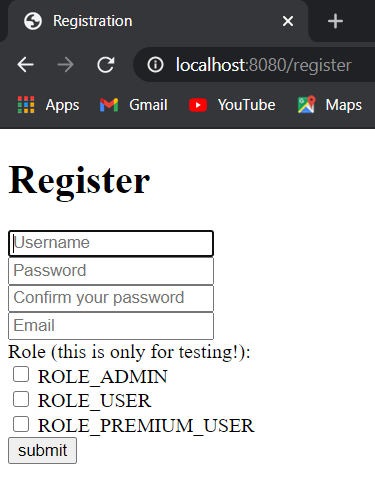 Registration
localhost:8080/register
Apps Gmail YouTube Maps
Register
Username
Password
Confirm your password
Email
Role (this is only for testing!):
ROLE_ADMIN
ROLE_USER
ROLE_PREMIUM_USER
submit